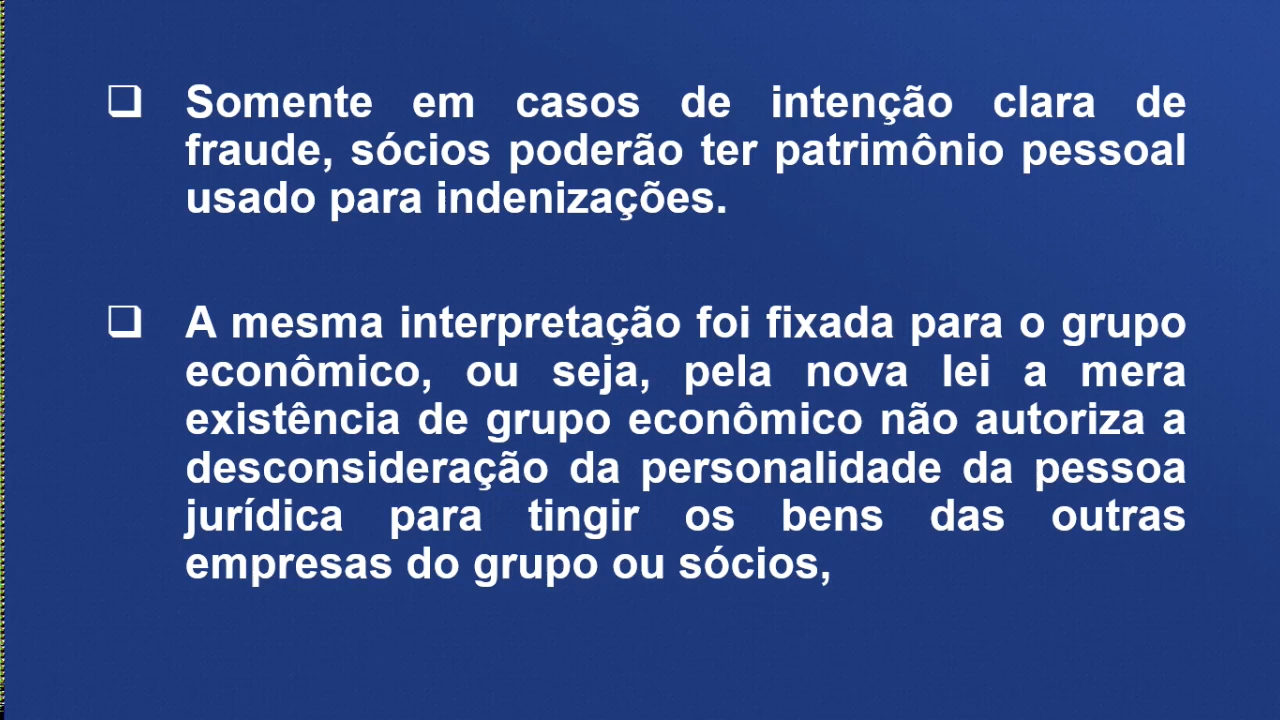 ❑ Somente em casos de intenção clara de
fraude, sócios poderão ter patrimônio pessoal
usado para indenizações.
❑ A mesma interpretação foi fixada para o grupo
econômico, ou seja, pela nova lei a mera
existência de grupo econômico não autoriza a
desconsideração da personalidade da pessoa
jurídica para tingir os bens das outras
empresas do grupo ou sócios,